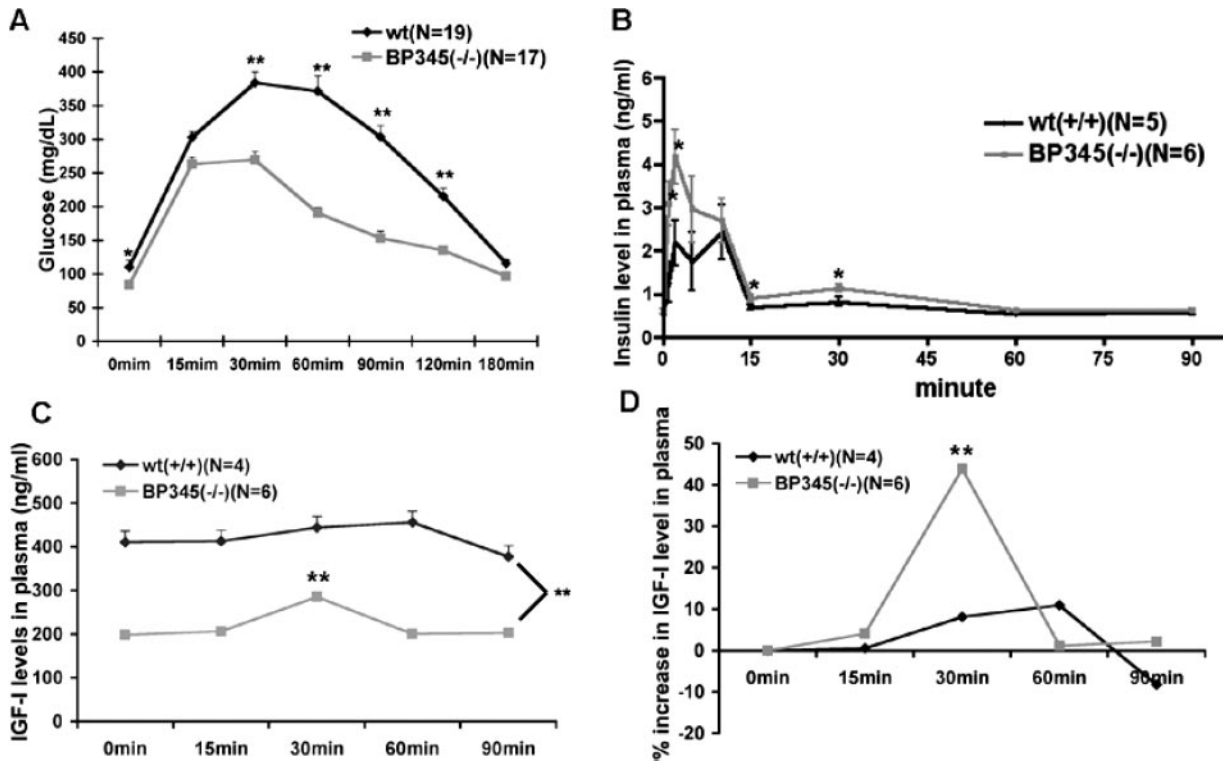 A
wt(N=19)
BP345(-/-)(N=17)
Glucose (mg/dL)
450
400
350
300
250
200
150
100
50
0
*
**
**
**
**
0mim
15mim
30mim
60mim
90min
120min
180min
B
wt(+/+)(N=5)
BP345(-/-)(N=6)
Insulin level in plasma (ng/ml)
6
5
4
3
2
1
0
*
*
*
*
0
15
30
45
60
75
90
minute
C
wt(+/+)(N=4)
BP345(-/-)(N=6)
IGF-I levels in plasma (ng/ml)
600
500
400
300
200
100
0
**
**
0min
15min
30min
60min
90min
D
wt(+/+)(N=4)
BP345(-/-)(N=6)
% increase in IGF-I level in plasma
50
40
30
20
10
0
-10
-20
**
0min
15min
30min
60min
90min